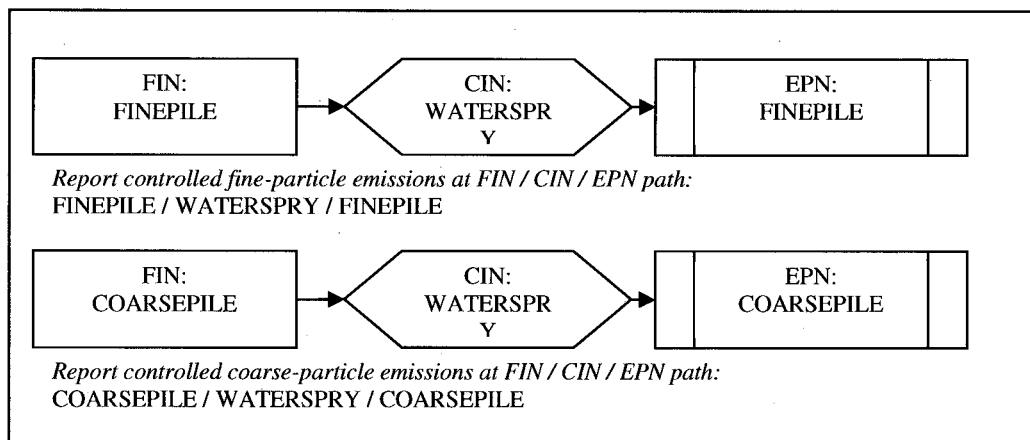 FIN:
FINEPILE
CIN:
WATERSPR
Y
EPN:
FINEPILE
Report controlled fine-particle emissions at FIN / CIN / EPN path:
FINEPILE / WATERSPRY / FINEPILE
FIN:
COARSEPILE
CIN:
WATERSPR
Y
EPN:
COARSEPILE
Report controlled coarse-particle emissions at FIN / CIN / EPN path:
COARSEPILE / WATERSPRY / COARSEPILE